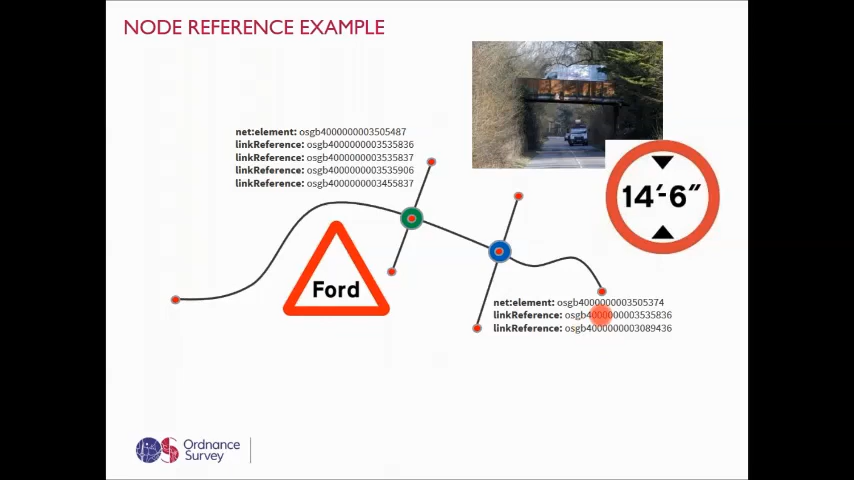 NODE REFERENCE EXAMPLE
net:element: osgb4000000003505487
linkReference: osgb4000000003535836
linkReference: osgb4000000003535837
linkReference: osgb4000000003535906
linkReference: osgb4000000003455837
14'-6"
Ford
net:element: osgb4000000003505374
linkReference: osgb4000000003535836
linkReference: osgb4000000003089436
OS
Ordnance
Survey